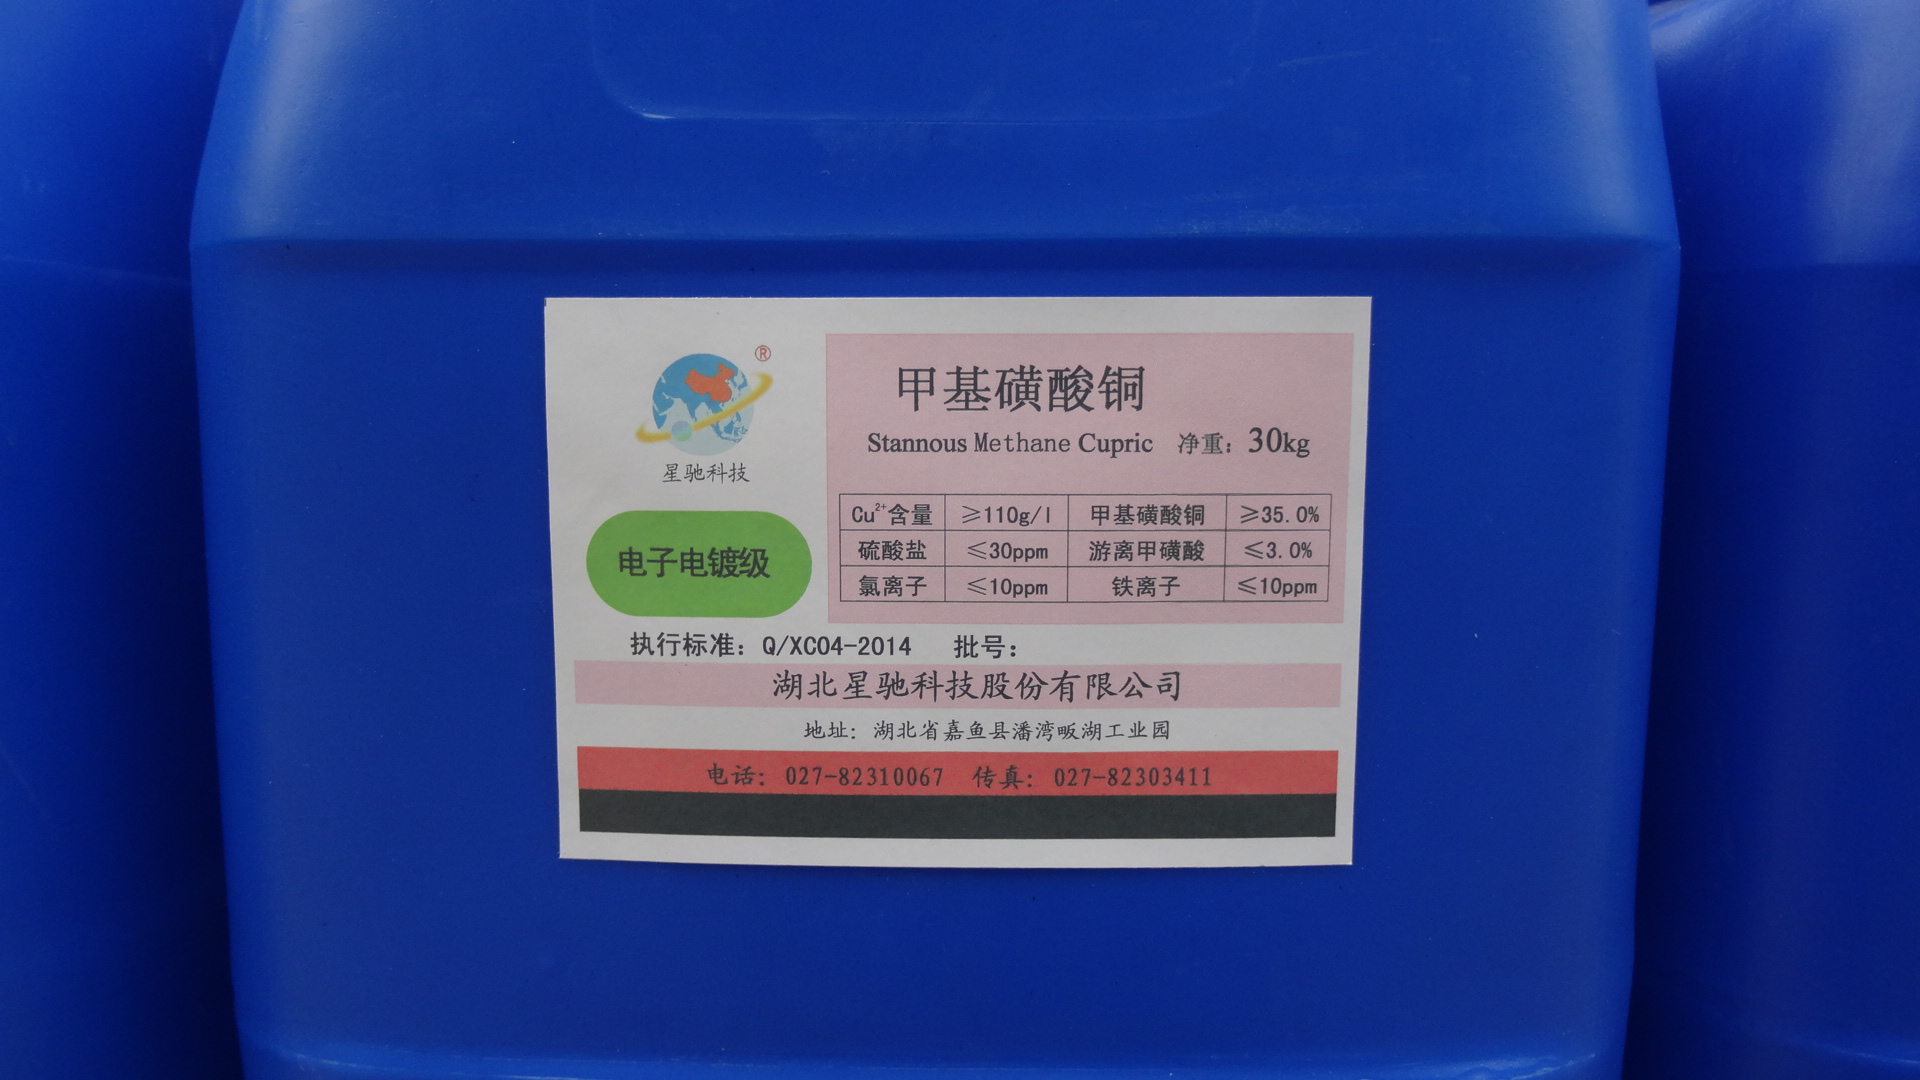 ®
星驰科技
电子电镀级
甲基磺酸铜
Stannous Methane Cupric 净重：30kg
Cu²⁺含量 ≥110g/l 甲基磺酸铜 ≥35.0%
硫酸盐 ≤30ppm 游离甲磺酸 ≤3.0%
氯离子 ≤10ppm 铁离子 ≤10ppm
执行标准：Q/XC04-2014 批号：
湖北星驰科技股份有限公司
地址：湖北省嘉鱼县潘湾畈湖工业园
电话：027-82310067 传真：027-82303411